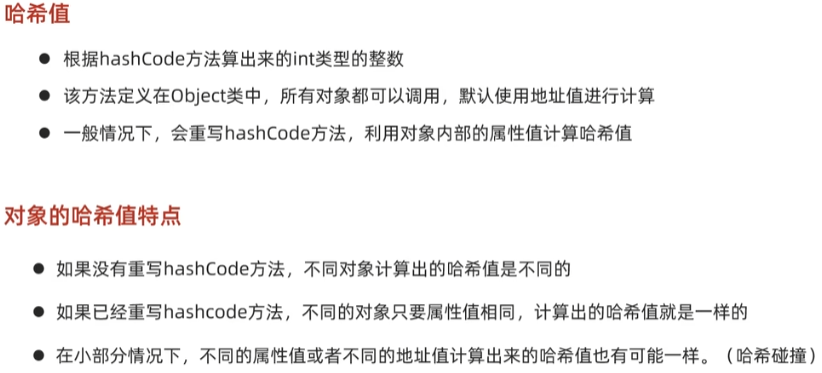 哈希值
● 根据hashCode方法算出来的int类型的整数
● 该方法定义在Object类中，所有对象都可以调用，默认使用地址值进行计算
● 一般情况下，会重写hashCode方法，利用对象内部的属性值计算哈希值
对象的哈希值特点
● 如果没有重写hashCode方法，不同对象计算出的哈希值是不同的
● 如果已经重写hashcode方法，不同的对象只要属性值相同，计算出的哈希值就是一样的
● 在小部分情况下，不同的属性值或者不同的地址值计算出来的哈希值也有可能一样。（哈希碰撞）